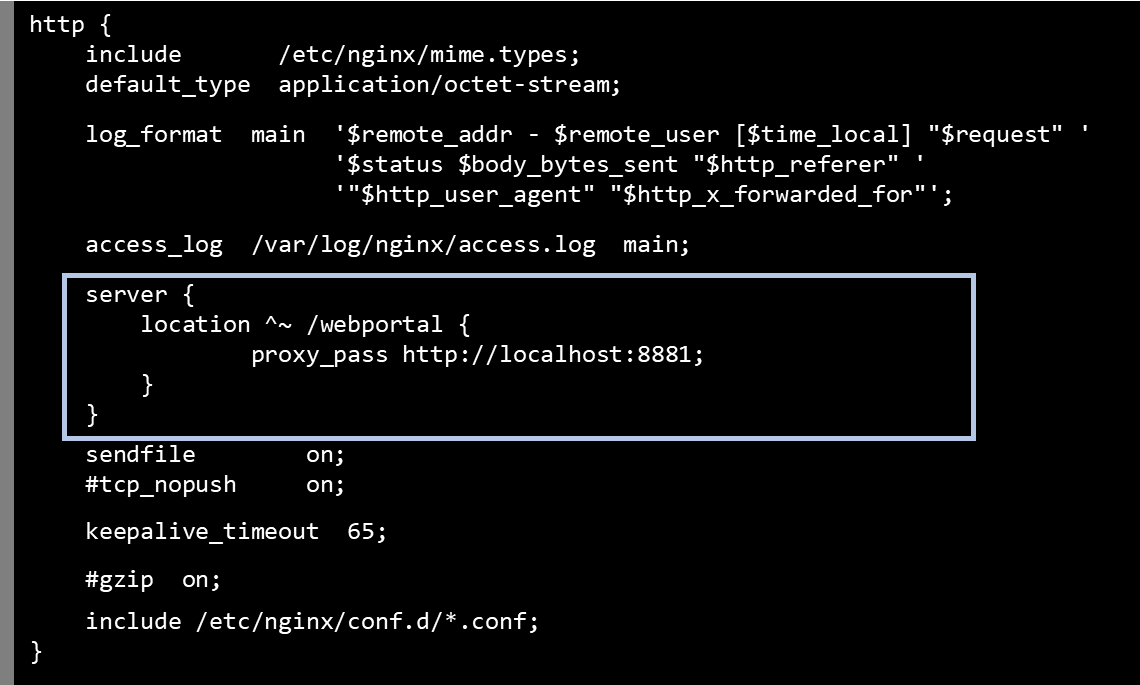 http {
    include       /etc/nginx/mime.types;
    default_type  application/octet-stream;
    log_format  main  '$remote_addr - $remote_user [$time_local] "$request" '
                      '$status $body_bytes_sent "$http_referer" '
                      '"$http_user_agent" "$http_x_forwarded_for"';
    access_log  /var/log/nginx/access.log  main;
    server {
        location ^~ /webportal {
                proxy_pass http://localhost:8881;
        }
    }
    sendfile        on;
    #tcp_nopush     on;
    keepalive_timeout  65;
    #gzip  on;
    include /etc/nginx/conf.d/*.conf;
}